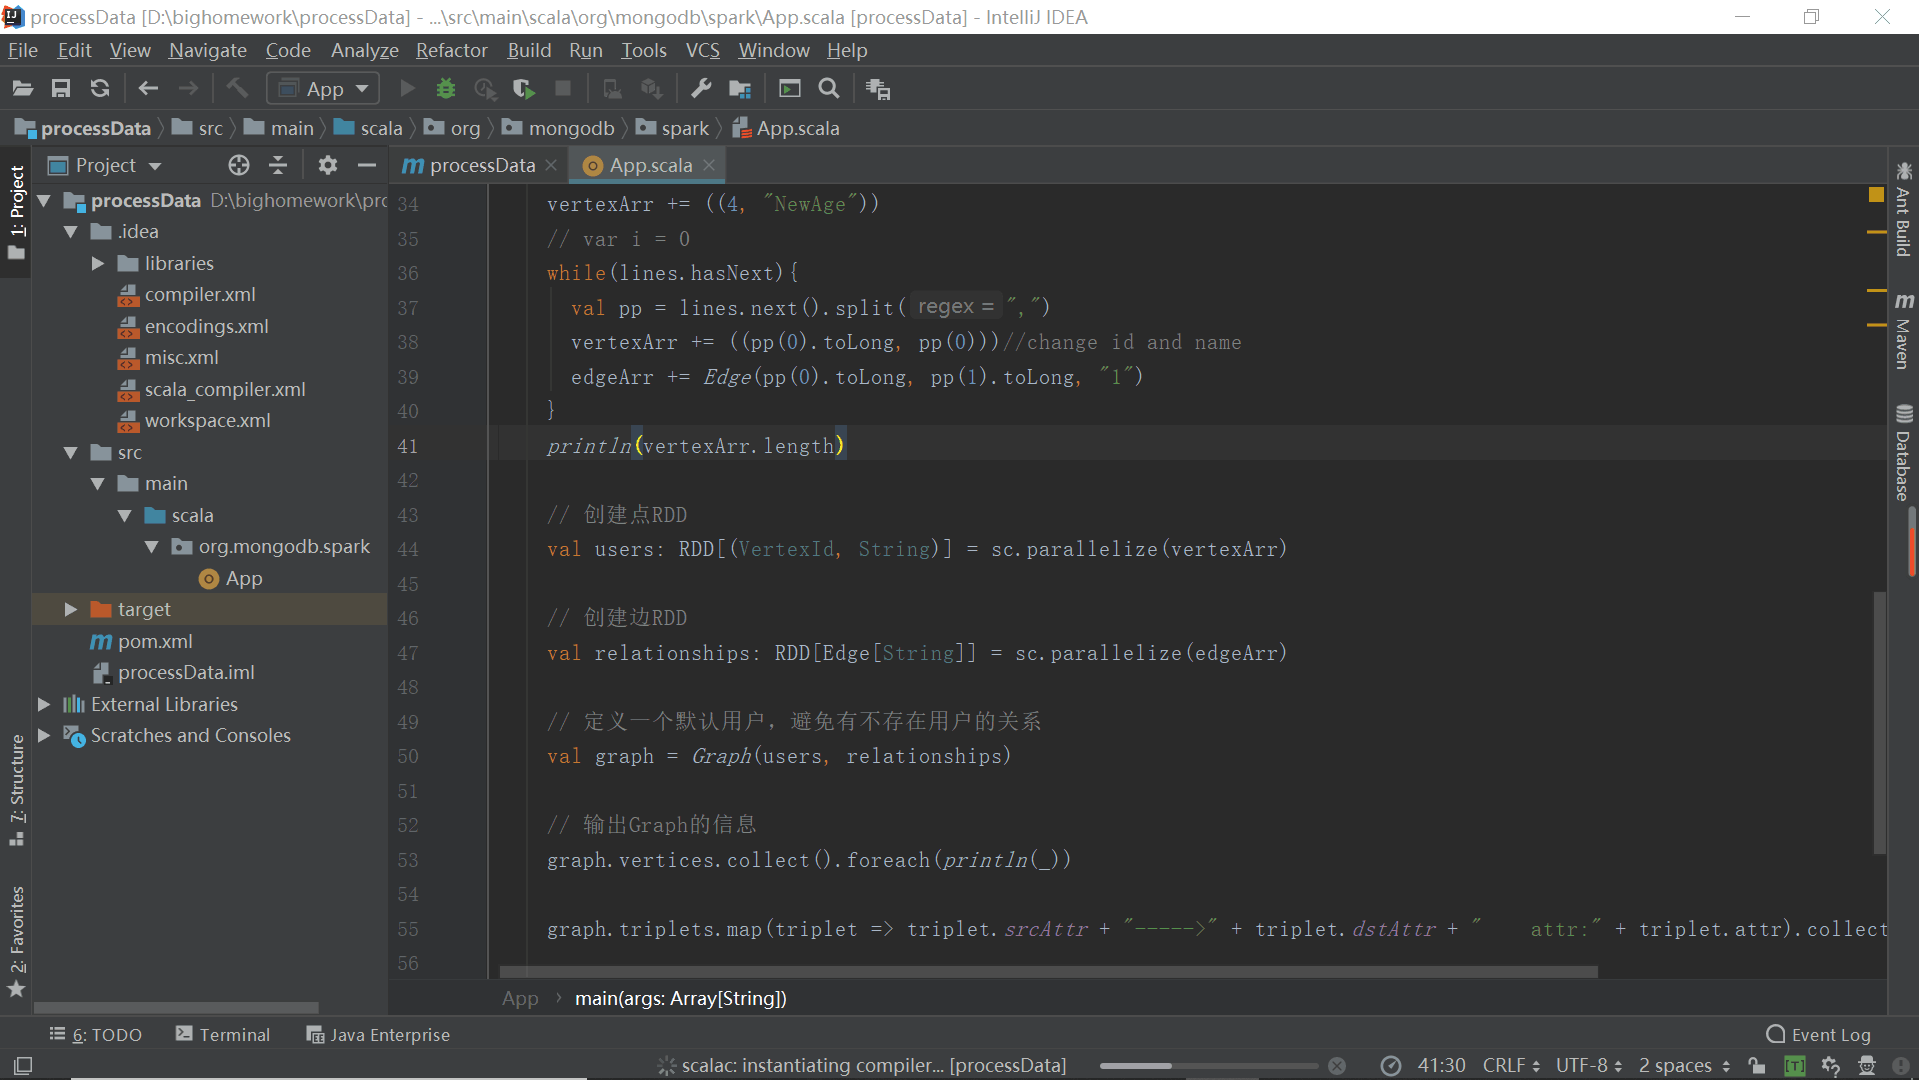 processData [D:\bighomework\processData] - ...\src\main\scala\org\mongodb\spark\App.scala [processData] - IntelliJ IDEA
File Edit View Navigate Code Analyze Refactor Build Run Tools VCS Window Help
App
processData src main scala org mongodb spark App.scala
1: Project
Project
processData
App.scala
processData D:\bighomework\prc
.idea
libraries
compiler.xml
encodings.xml
misc.xml
scala_compiler.xml
workspace.xml
src
main
scala
org.mongodb.spark
App
target
pom.xml
processData.iml
External Libraries
Scratches and Consoles
7: Structure
2: Favorites
34 vertexArr += ((4, "NewAge"))
35 // var i = 0
36 while(lines.hasNext){
37 val pp = lines.next().split( regex = ",")
38 vertexArr += ((pp(0).toLong, pp(0)))//change id and name
39 edgeArr += Edge(pp(0).toLong, pp(1).toLong, "1")
40 }
41 println(vertexArr.length)
42
43 // 创建点RDD
44 val users: RDD[(VertexId, String)] = sc.parallelize(vertexArr)
45
46 // 创建边RDD
47 val relationships: RDD[Edge[String]] = sc.parallelize(edgeArr)
48
49 // 定义一个默认用户, 避免有不存在用户的关系
50 val graph = Graph(users, relationships)
51
52 // 输出Graph的信息
53 graph.vertices.collect().foreach(println(_))
54
55 graph.triplets.map(triplet => triplet.srcAttr + "----->" + triplet.dstAttr + "    attr:" + triplet.attr).collect
56
App › main(args: Array[String])
Ant Build
Maven
Database
6: TODO Terminal Java Enterprise Event Log
scalac: instantiating compiler... [processData] 41:30 CRLF UTF-8 2 spaces [T]